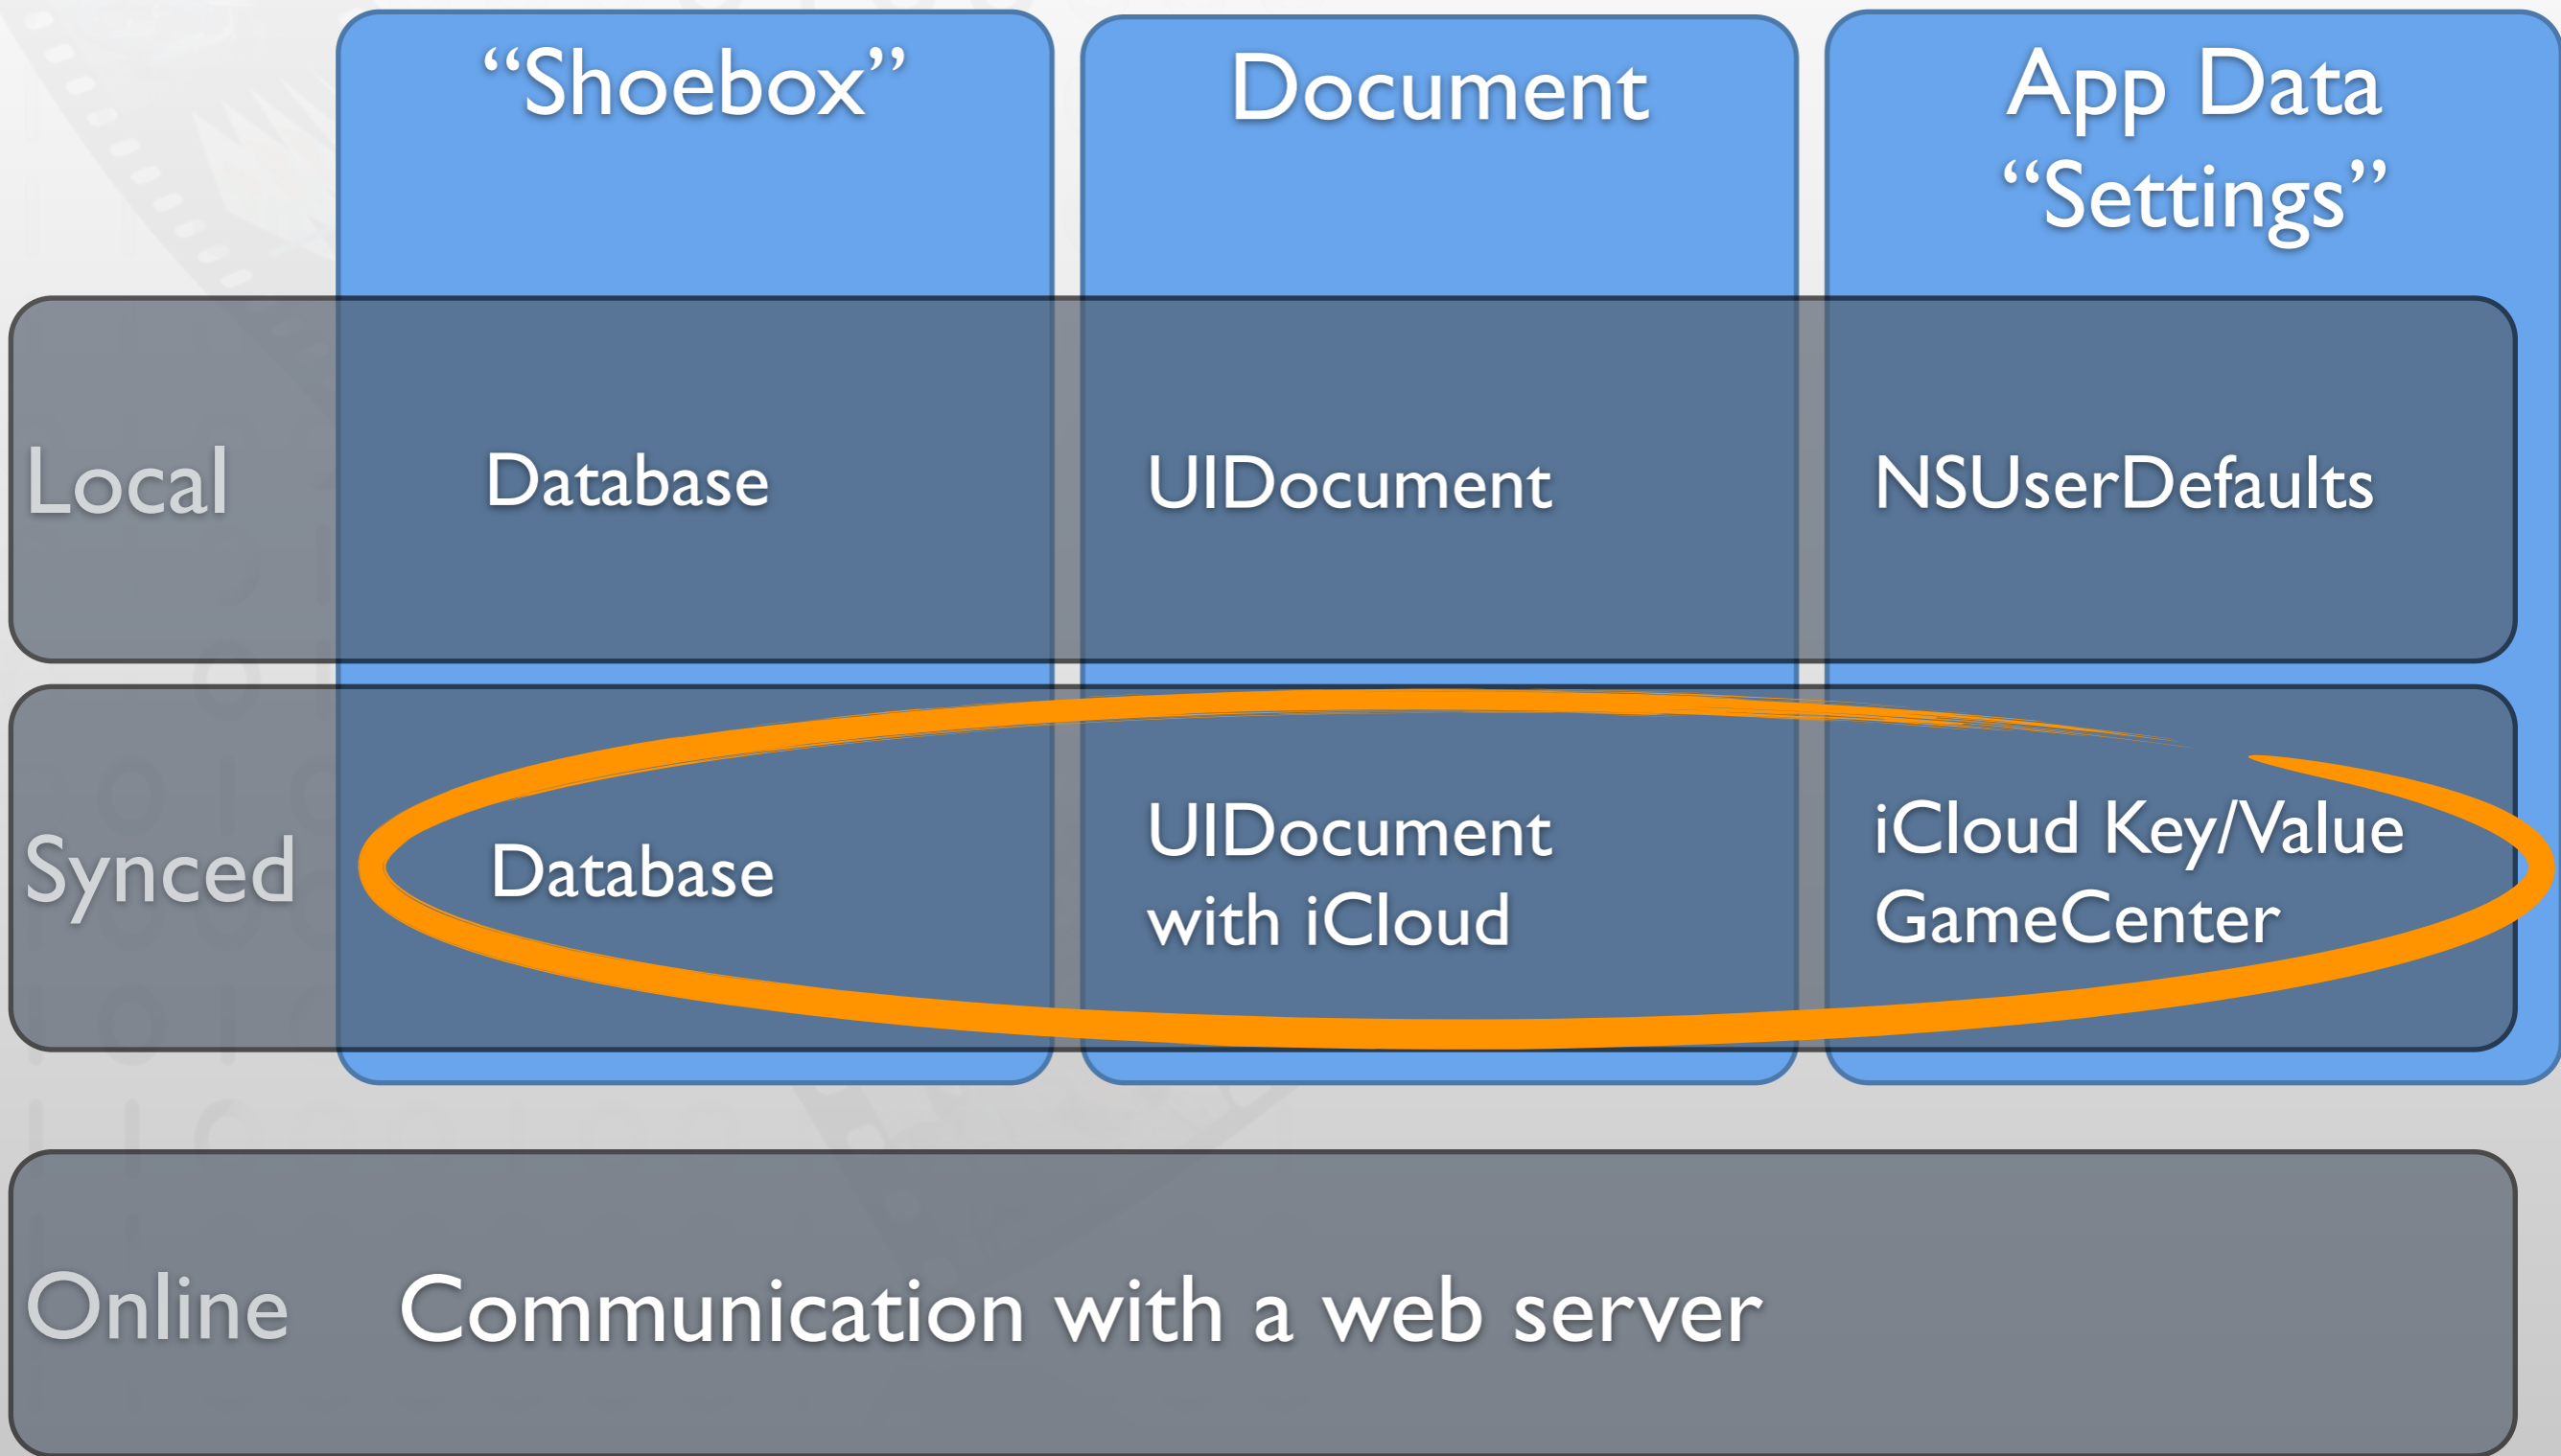 “Shoebox”
Document
App Data
“Settings”
Local
Database
UIDocument
NSUserDefaults
Synced
Database
UIDocument
with iCloud
iCloud Key/Value
GameCenter
Online
Communication with a web server